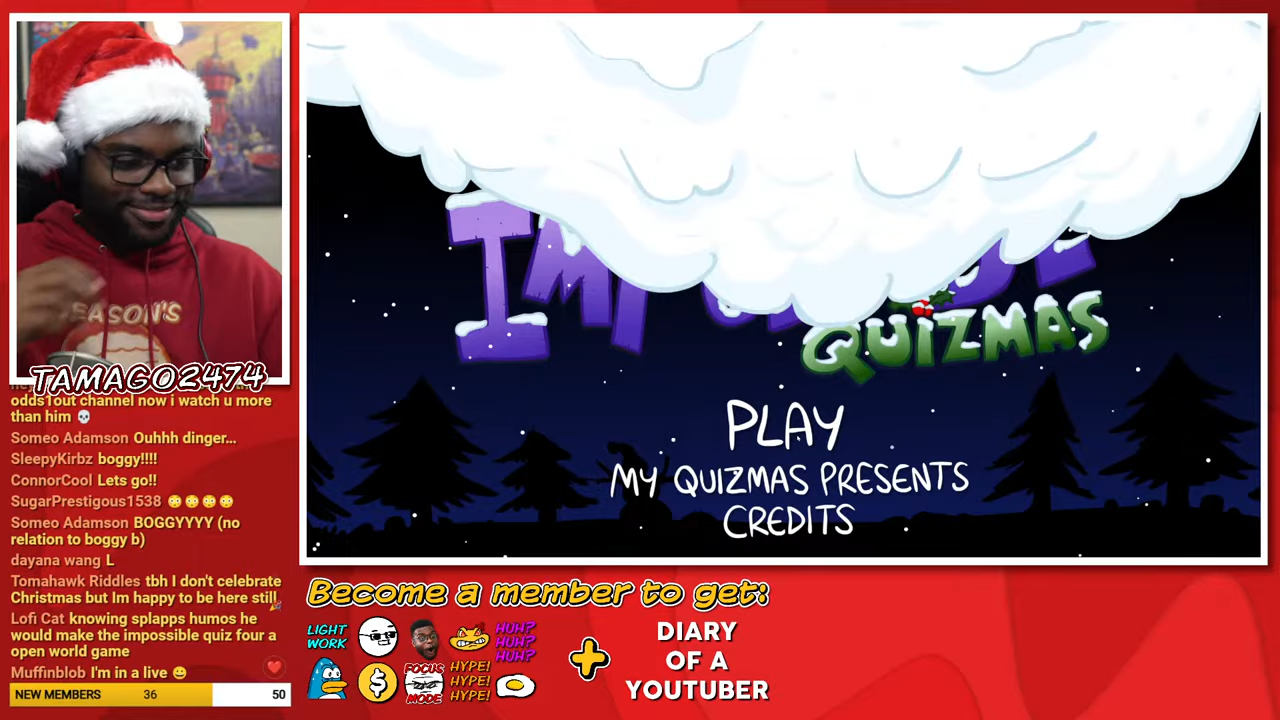 EASON'S
TAMAGO2474
odds1out channel now i watch u more
than him 💀
Someo Adamson Ouhhh dinger...
SleepyKirbz boggy!!!!
ConnorCool Lets go!!
SugarPrestigous1538 😳😳😳😳
Someo Adamson BOGGYYYY (no
relation to boggy b)
dayana wang L
Tomahawk Riddles tbh I don't celebrate
Christmas but Im happy to be here still
Lofi Cat knowing splapps humos he
would make the impossible quiz four a
open world game
Muffinblob I'm in a live 😀
NEW MEMBERS 36 50
QUIZMAS
PLAY
MY QUIZMAS PRESENTS
CREDITS
Become a member to get:
LIGHT
WORK
HUH?
HUH?
HUH?
$
FOCUS
MODE
HYPE!
HYPE!
HYPE!
+
DIARY
OF A
YOUTUBER